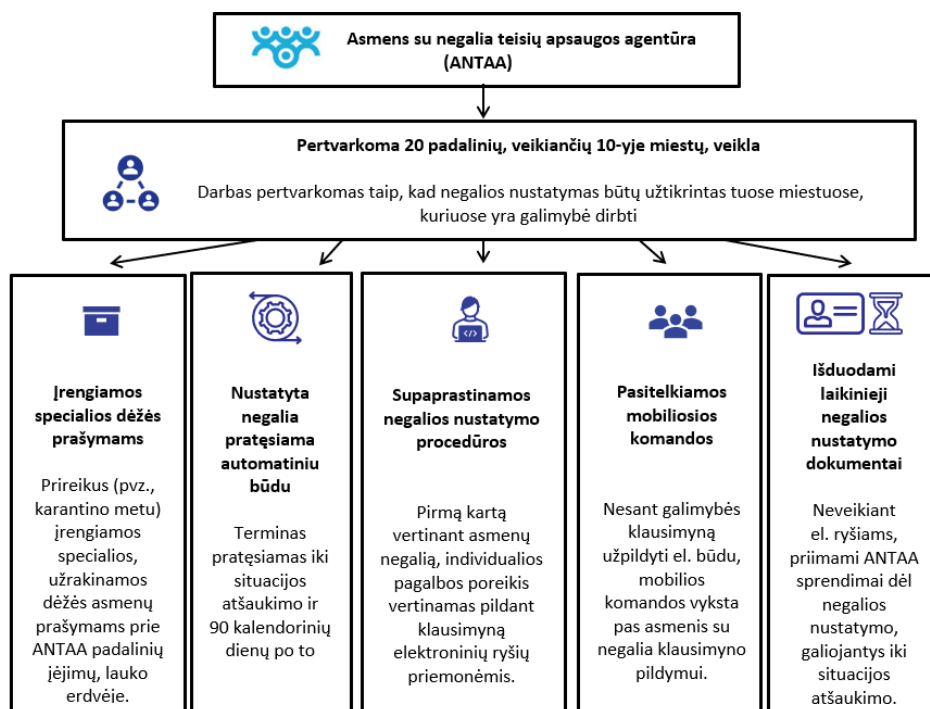 Asmens su negalia teisių apsaugos agentūra
(ANTAA)
Pertvarkoma 20 padalinių, veikiančių 10-yje miestų, veikla
Darbas pertvarkomas taip, kad negalios nustatymas būtų užtikrintas tuose miestuose,
kuriuose yra galimybė dirbti
Įrengiamos
specialios dėžės
prašymams
Prireikus (pvz.,
karantino metu)
įrengiamos
specialios,
užrakinamos
dėžės asmenų
prašymams prie
ANTAA padalinių
įėjimų, lauko
erdvėje.
Nustatyta
negalia
pratęsiama
automatiniu
būdu
Terminas
pratęsiamas iki
situacijos
atšaukimo ir
90 kalendorinių
dienų po to
Supaprastinamos
negalios nustatymo
procedūros
Pirmą kartą
vertinant asmenų
negalią, individualios
pagalbos poreikis
vertinamas pildant
klausimyną
elektroninių ryšių
priemonėmis.
Pasitelkiamos
mobiliosios
komandos
Nesant galimybės
klausimyną
užpildyti el. būdu,
mobilios
komandos vyksta
pas asmenis su
negalia klausimyno
pildymui.
Išduodami
laikinieji
negalios
nustatymo
dokumentai
Neveikiant
el. ryšiams,
priimami ANTAA
sprendimai dėl
negalios
nustatymo,
galiojantys iki
situacijos
atšaukimo.